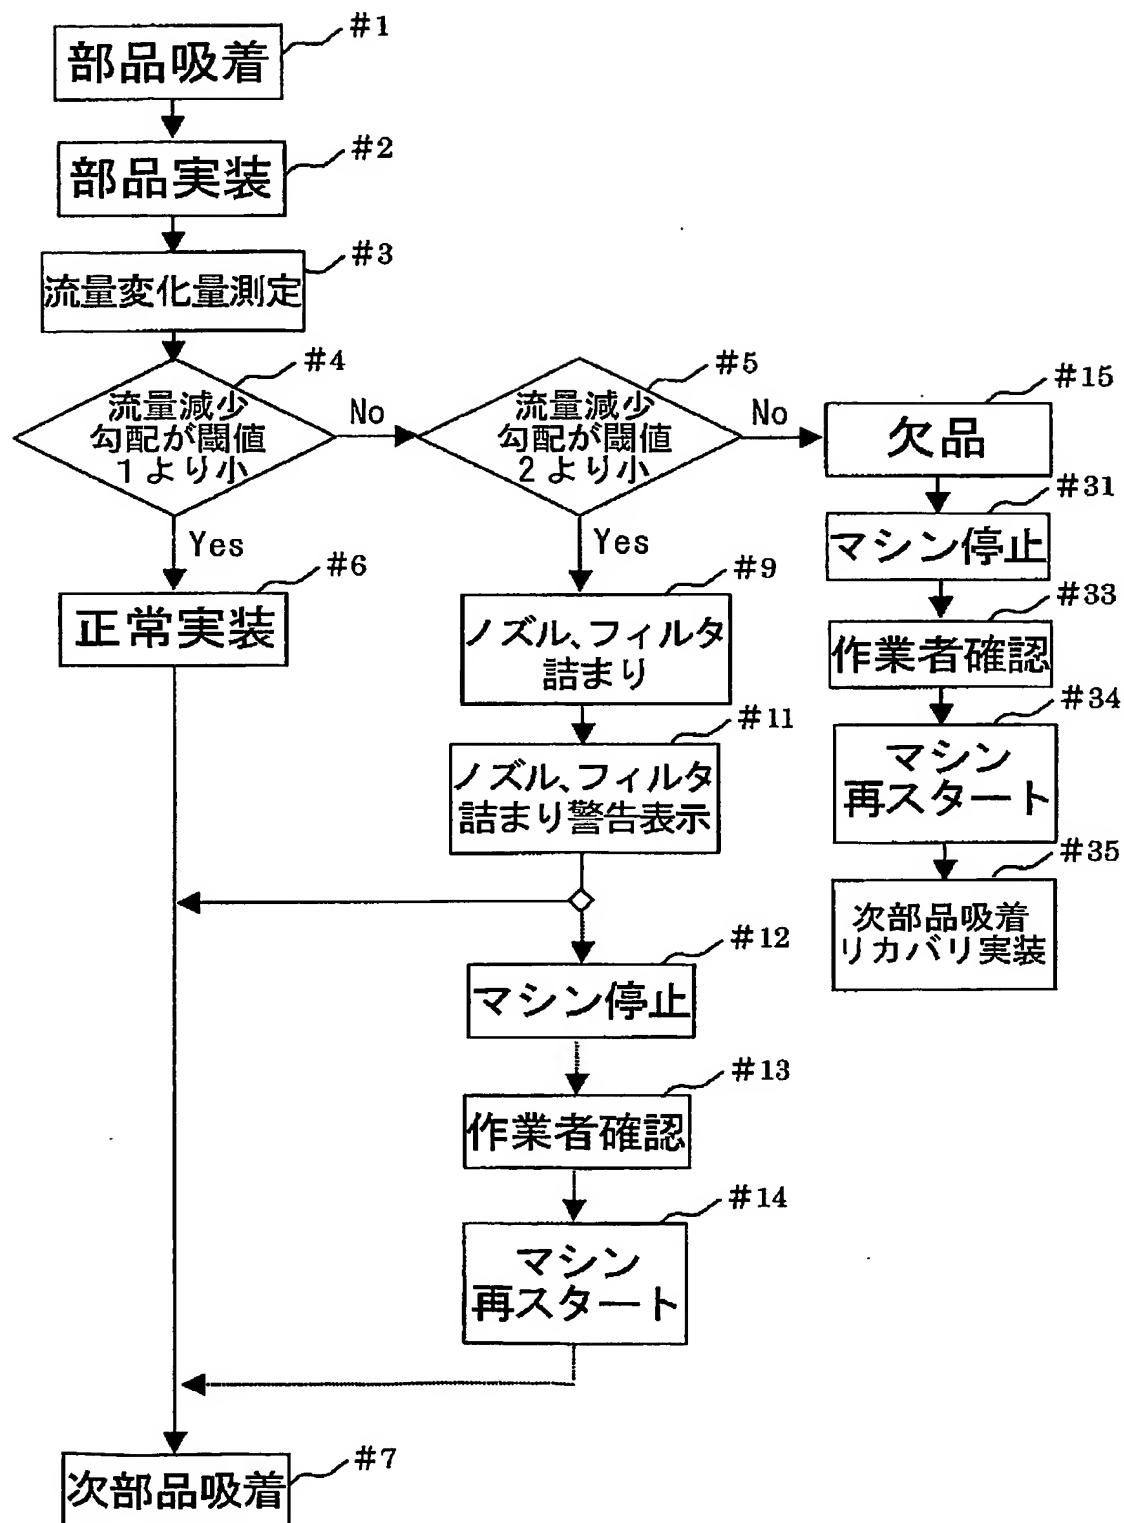 #1
部品吸着
#2
部品実装
#3
流量変化量測定
#4
流量減少
勾配が閾値
1より小
No
Yes
#5
流量減少
勾配が閾値
2より小
No
Yes
#15
欠品
#31
マシン停止
#33
作業者確認
#34
マシン
再スタート
#35
次部品吸着
リカバリ実装
#6
正常実装
#9
ノズル、フィルタ
詰まり
#11
ノズル、フィルタ
詰まり警告表示
#12
マシン停止
#13
作業者確認
#14
マシン
再スタート
#7
次部品吸着